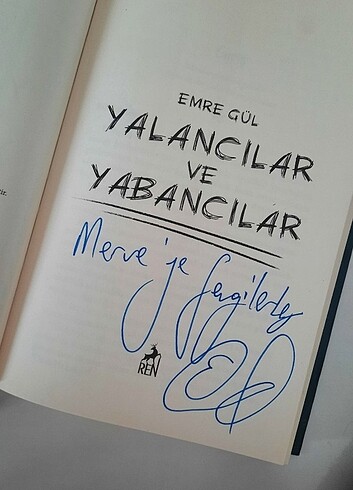 EMRE GÜL
YALANCILAR
VE
YABANCILAR
Merve'ye Sevgilerle
REN